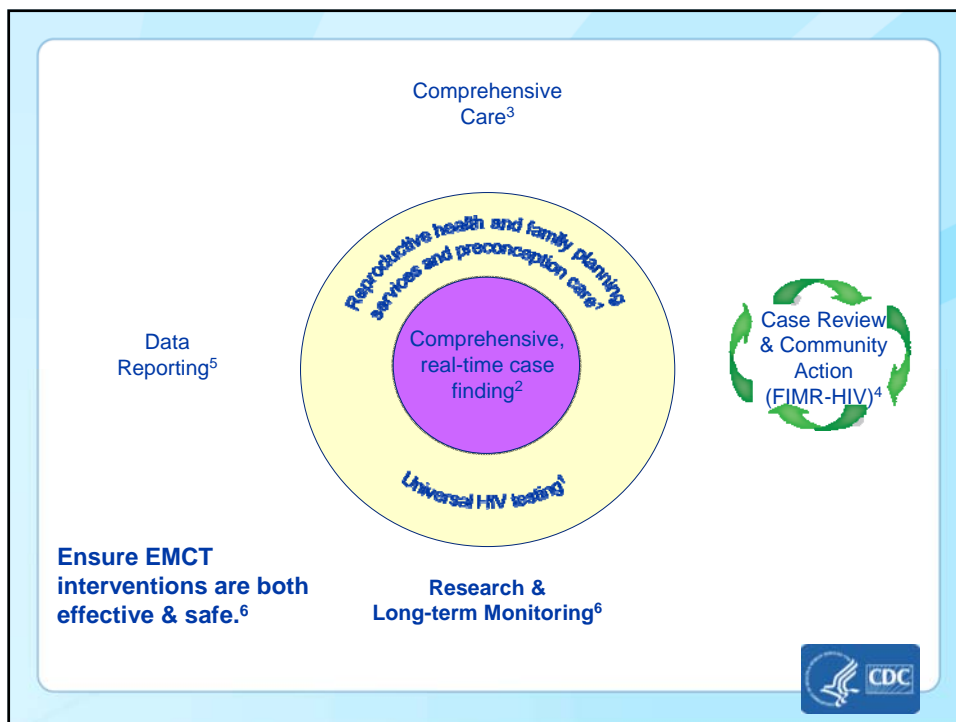 Comprehensive
Care³
Reproductive health and family planning
services and preconception care¹
Comprehensive,
real-time case
finding²
Data
Reporting⁵
Case Review
& Community
Action
(FIMR-HIV)⁴
Universal HIV testing¹
Ensure EMCT
interventions are both
effective & safe.⁶
Research &
Long-term Monitoring⁶
CDC